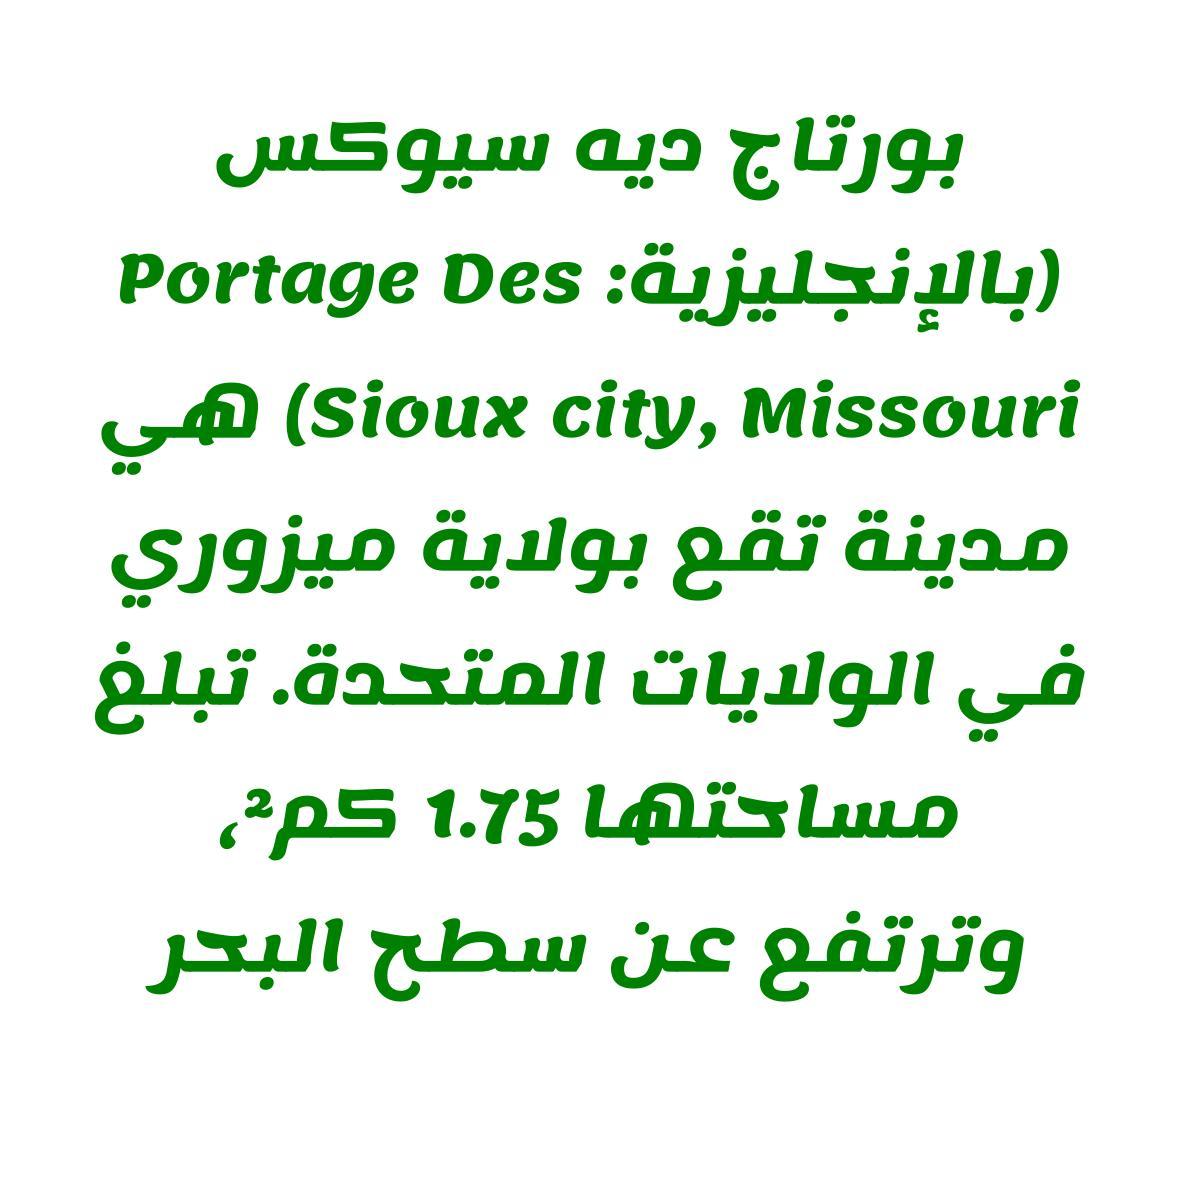 بورتاج ديه سيوكس
(بالإنجليزية: Portage Des
Sioux city, Missouri) هي
مدينة تقع بولاية ميزوري
في الولايات المتحدة. تبلغ
مساحتها 1.75 كم²،
وترتفع عن سطح البحر